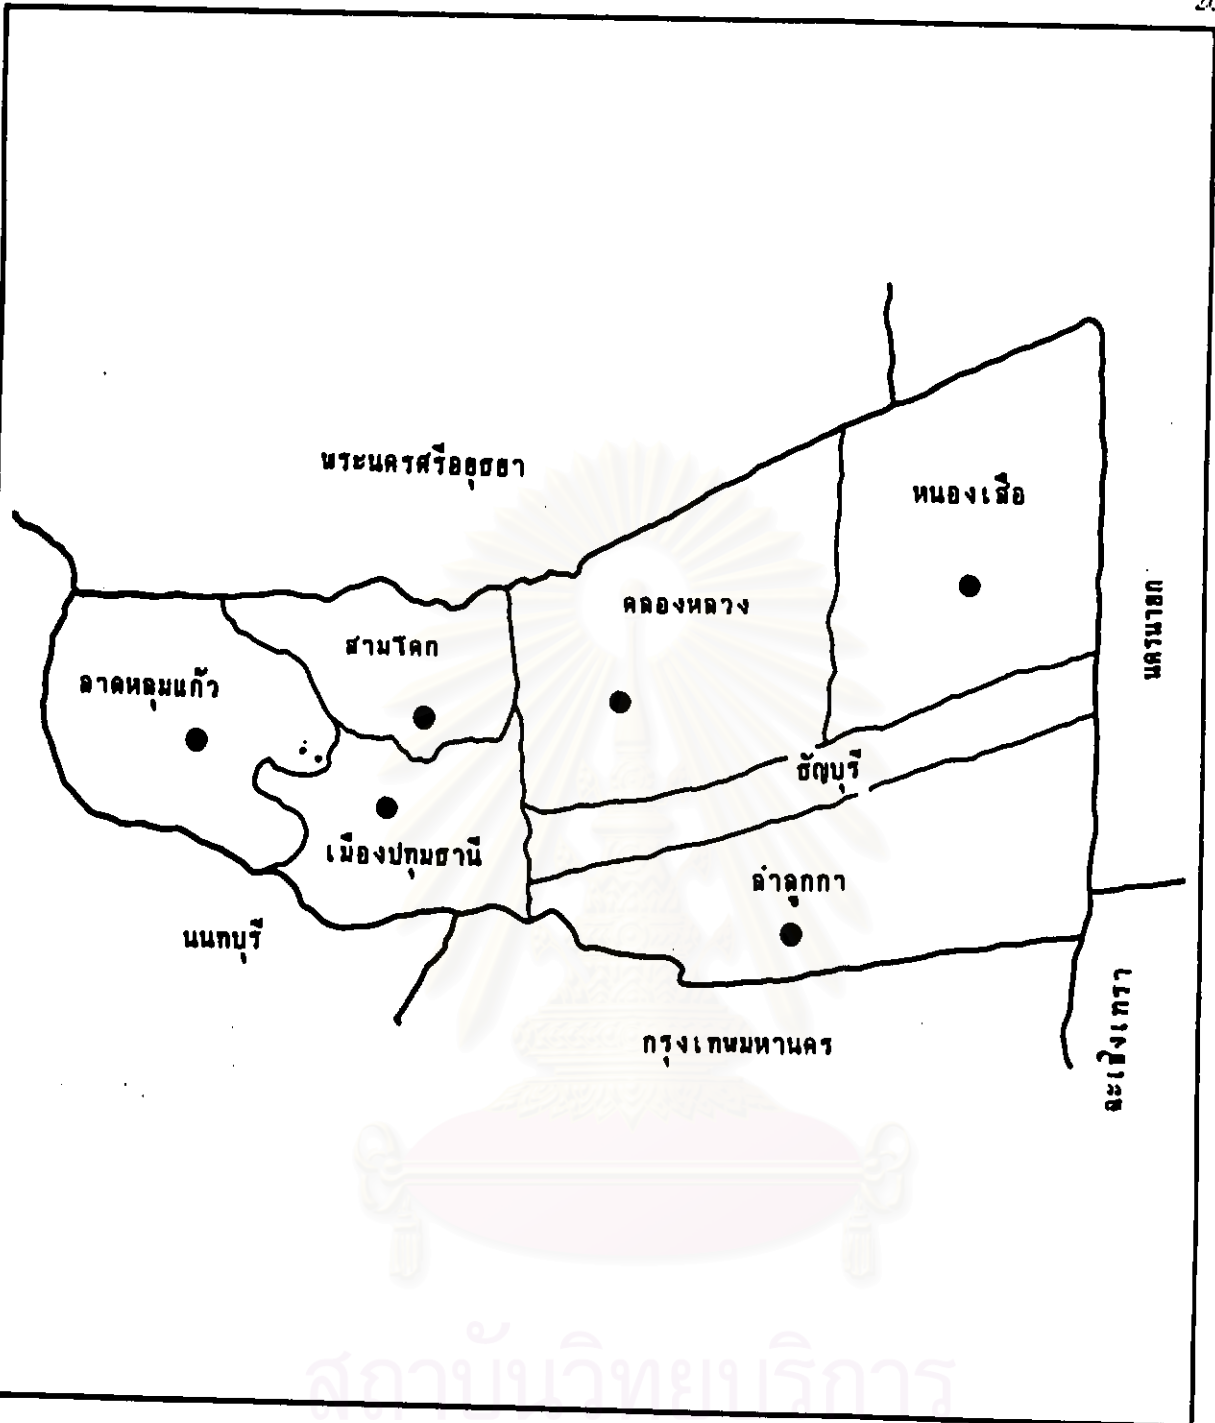 พระนครศรีอยุธยา
หนองเสือ
คลองหลวง
นครนายก
สามโคก
ลาดหลุมแก้ว
ธัญบุรี
เมืองปทุมธานี
ลำลูกกา
นนทบุรี
กรุงเทพมหานคร
ฉะเชิงเทรา
สถาบันวิทยบริการ